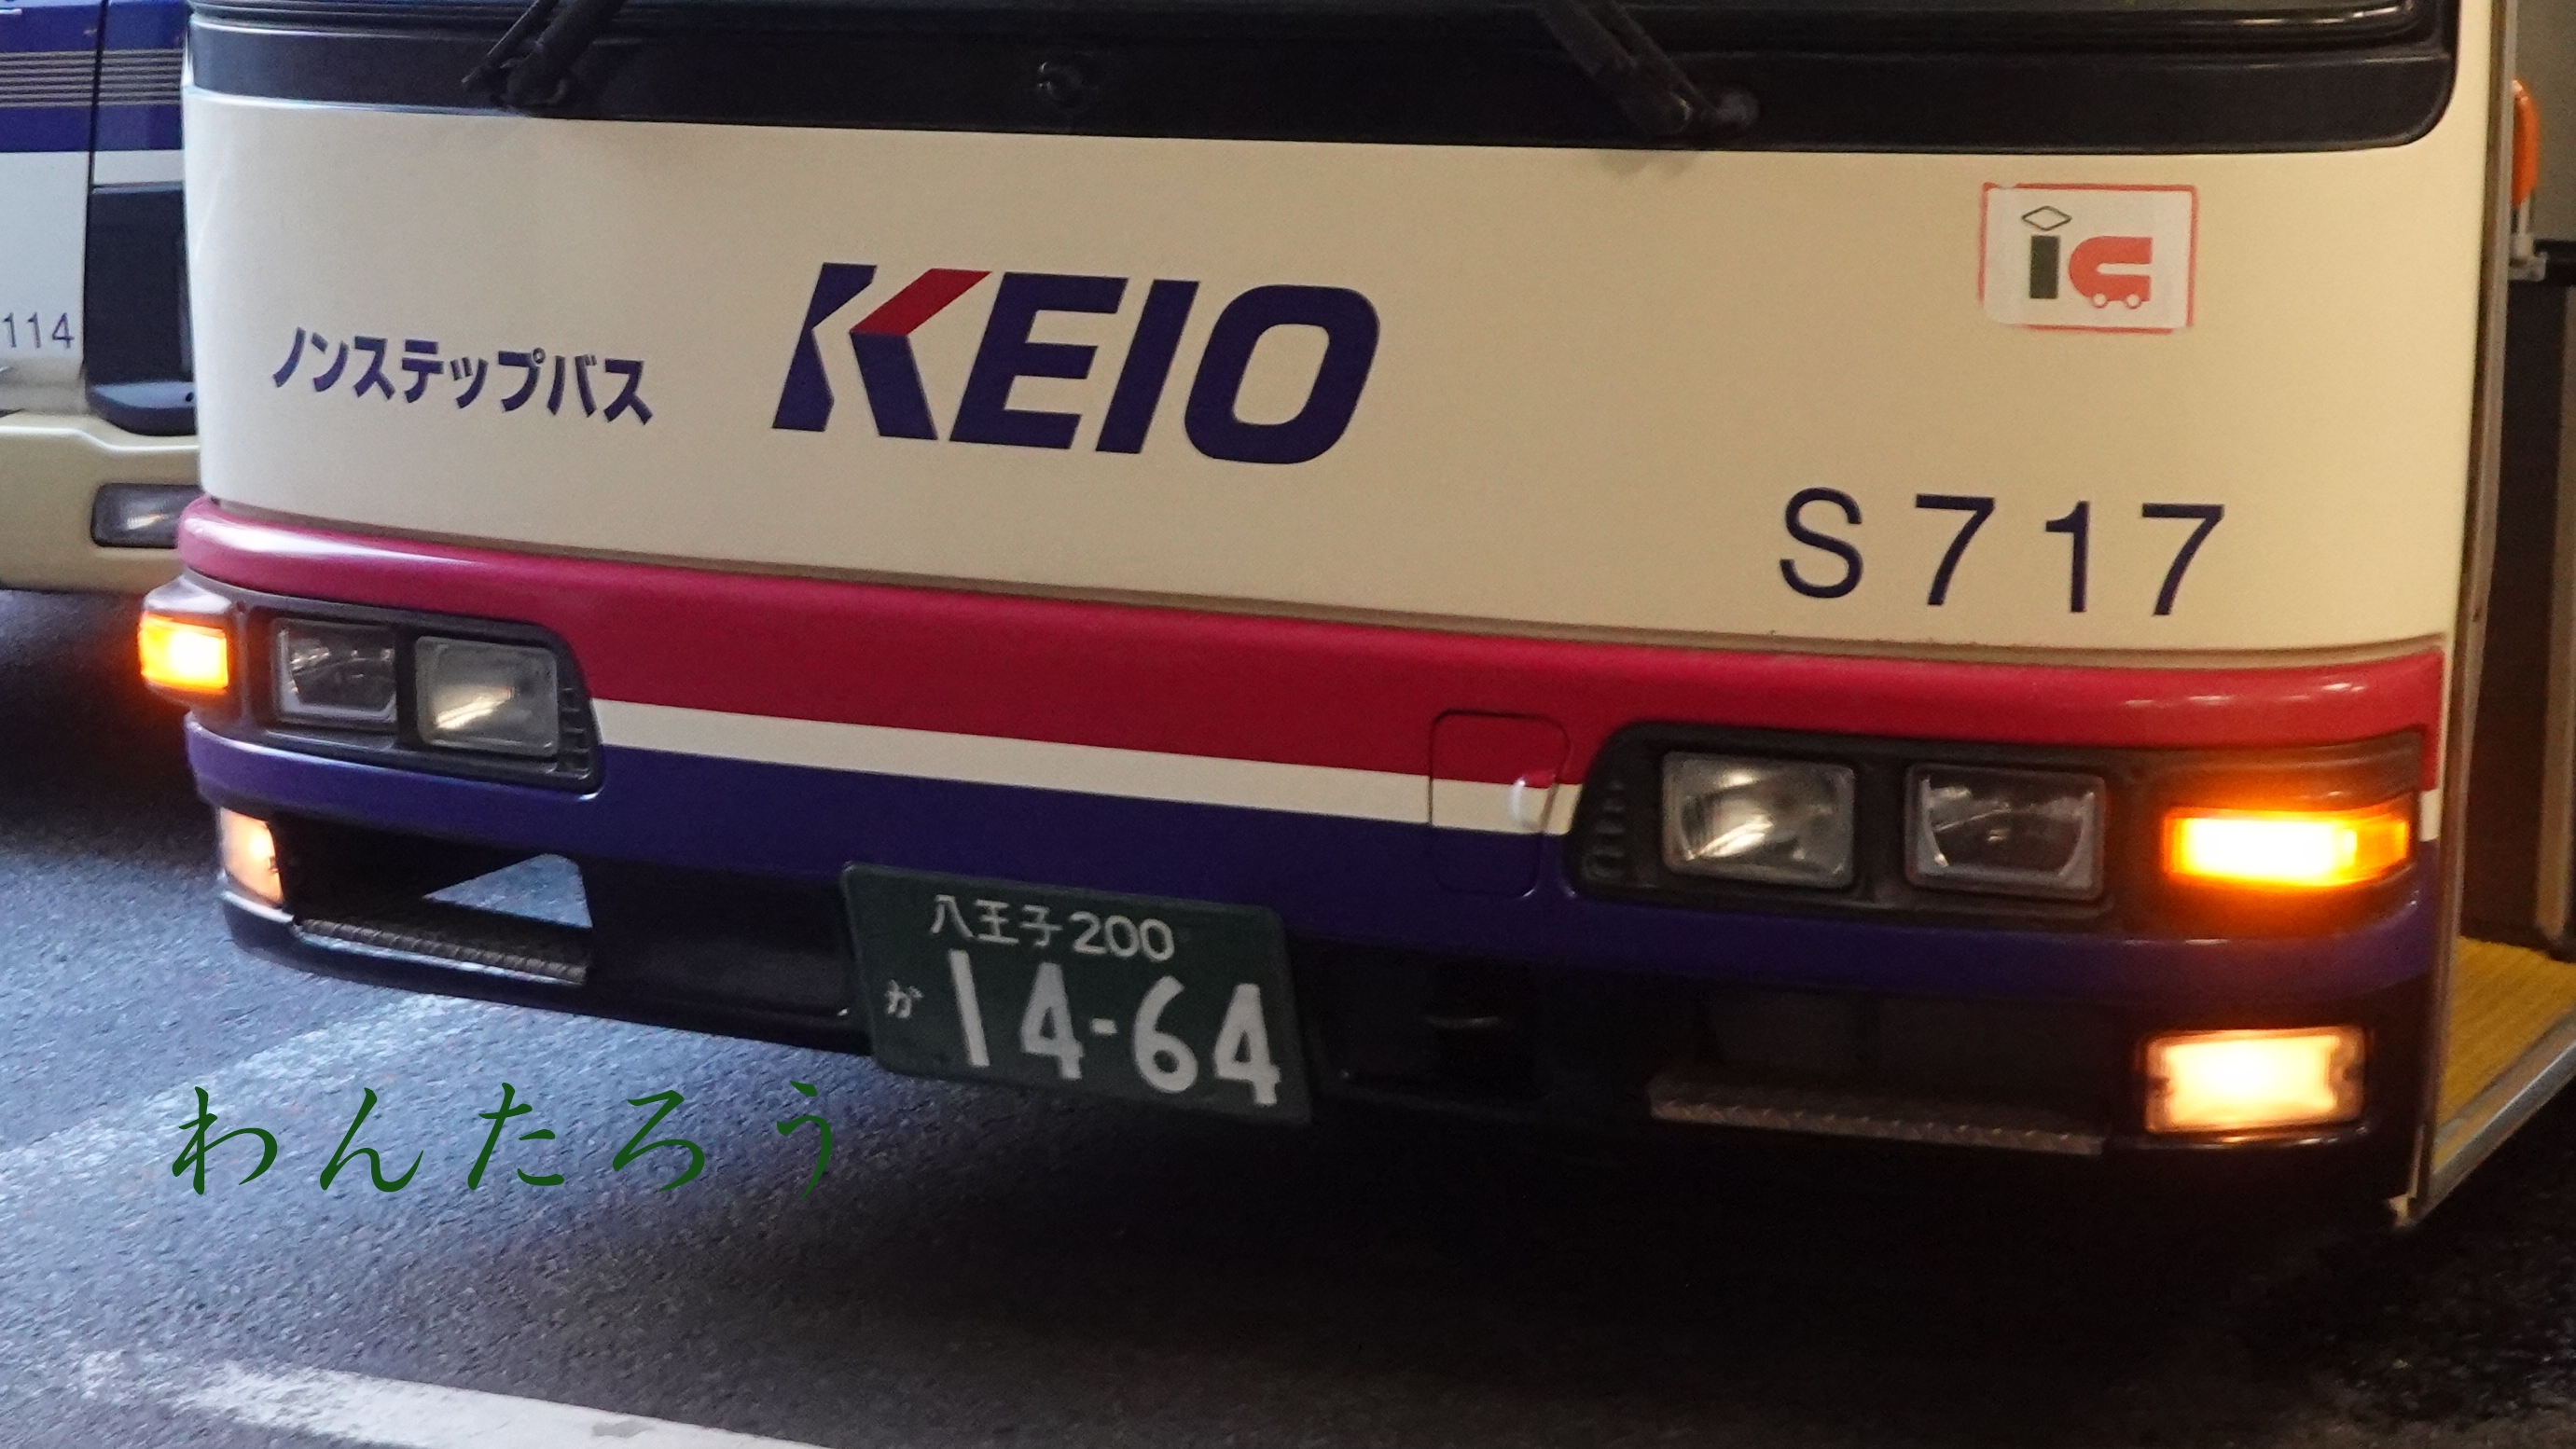 114
ノンステップバス
KEIO
ic
S717
八王子200
か 14-64
わんたろう